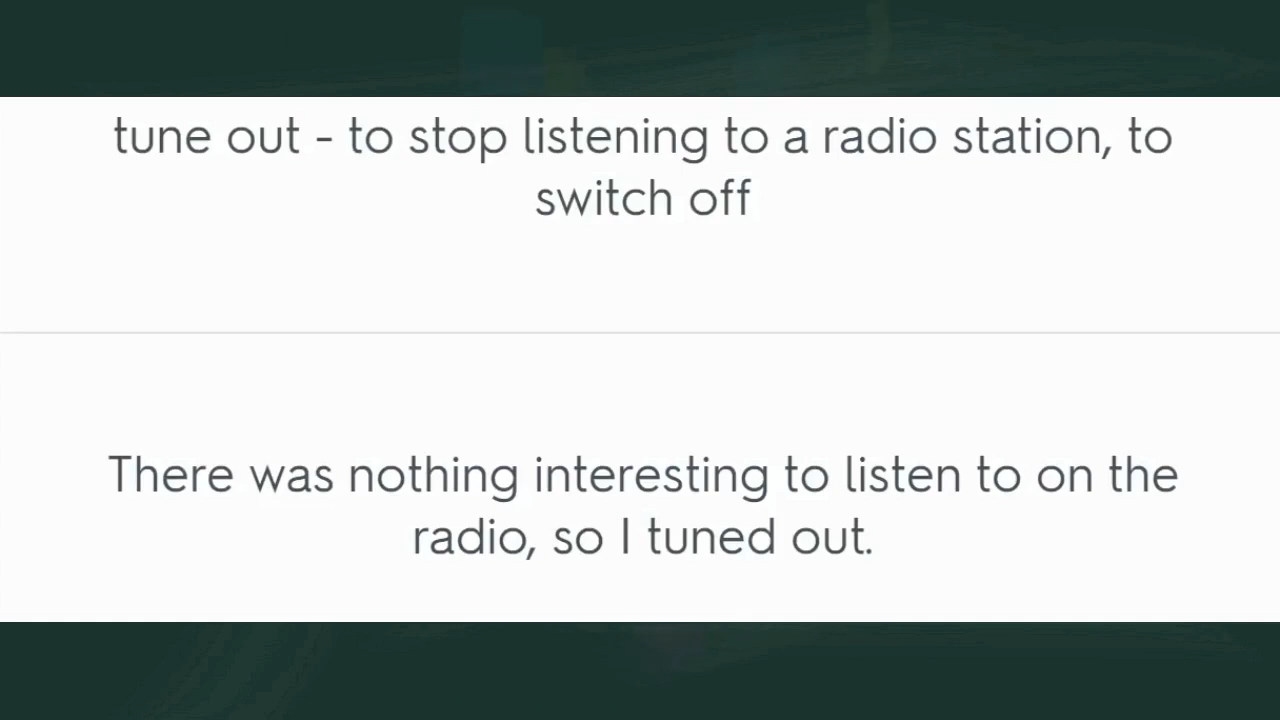 tune out - to stop listening to a radio station, to
switch off
There was nothing interesting to listen to on the
radio, so I tuned out.